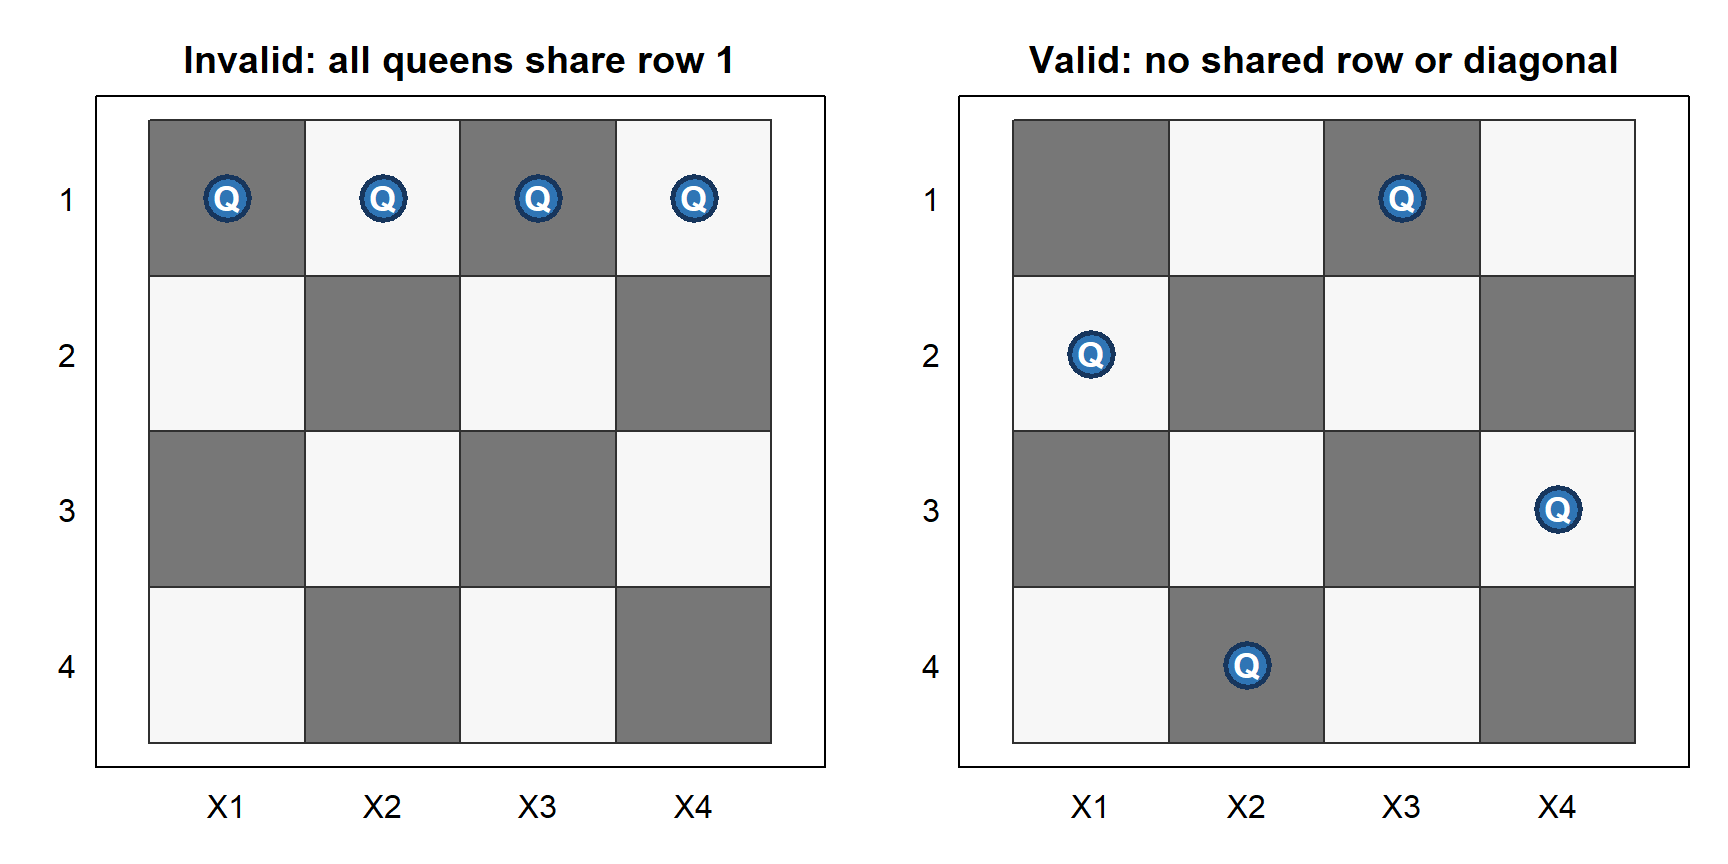 Invalid: all queens share row 1
1 Q Q Q Q
2
3
4
X1 X2 X3 X4
Valid: no shared row or diagonal
1 Q
2 Q
3 Q
4 Q
X1 X2 X3 X4